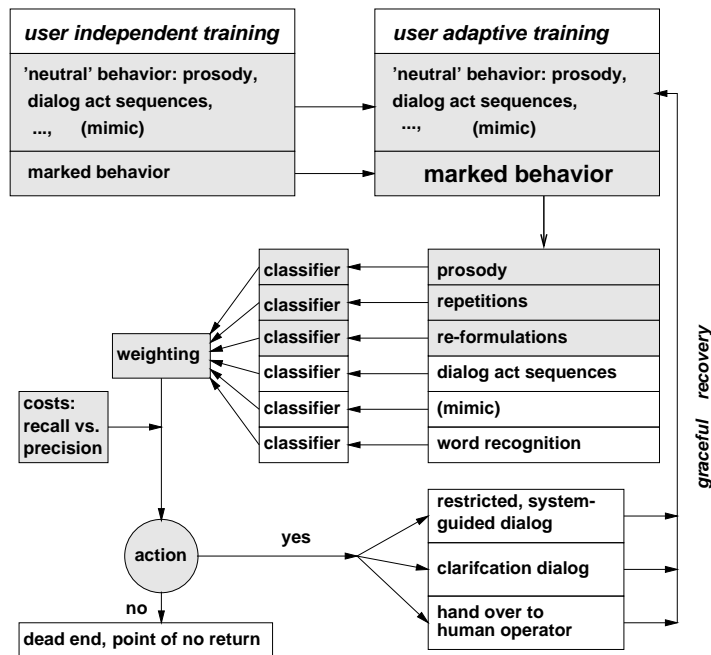 user independent training
'neutral' behavior: prosody,
dialog act sequences,
..., (mimic)
marked behavior
user adaptive training
'neutral' behavior: prosody,
dialog act sequences,
..., (mimic)
marked behavior
classifier
prosody
classifier
repetitions
classifier
re-formulations
classifier
dialog act sequences
classifier
(mimic)
classifier
word recognition
weighting
costs:
recall vs.
precision
action
yes
no
dead end, point of no return
restricted, system-
guided dialog
clarifcation dialog
hand over to
human operator
graceful recovery